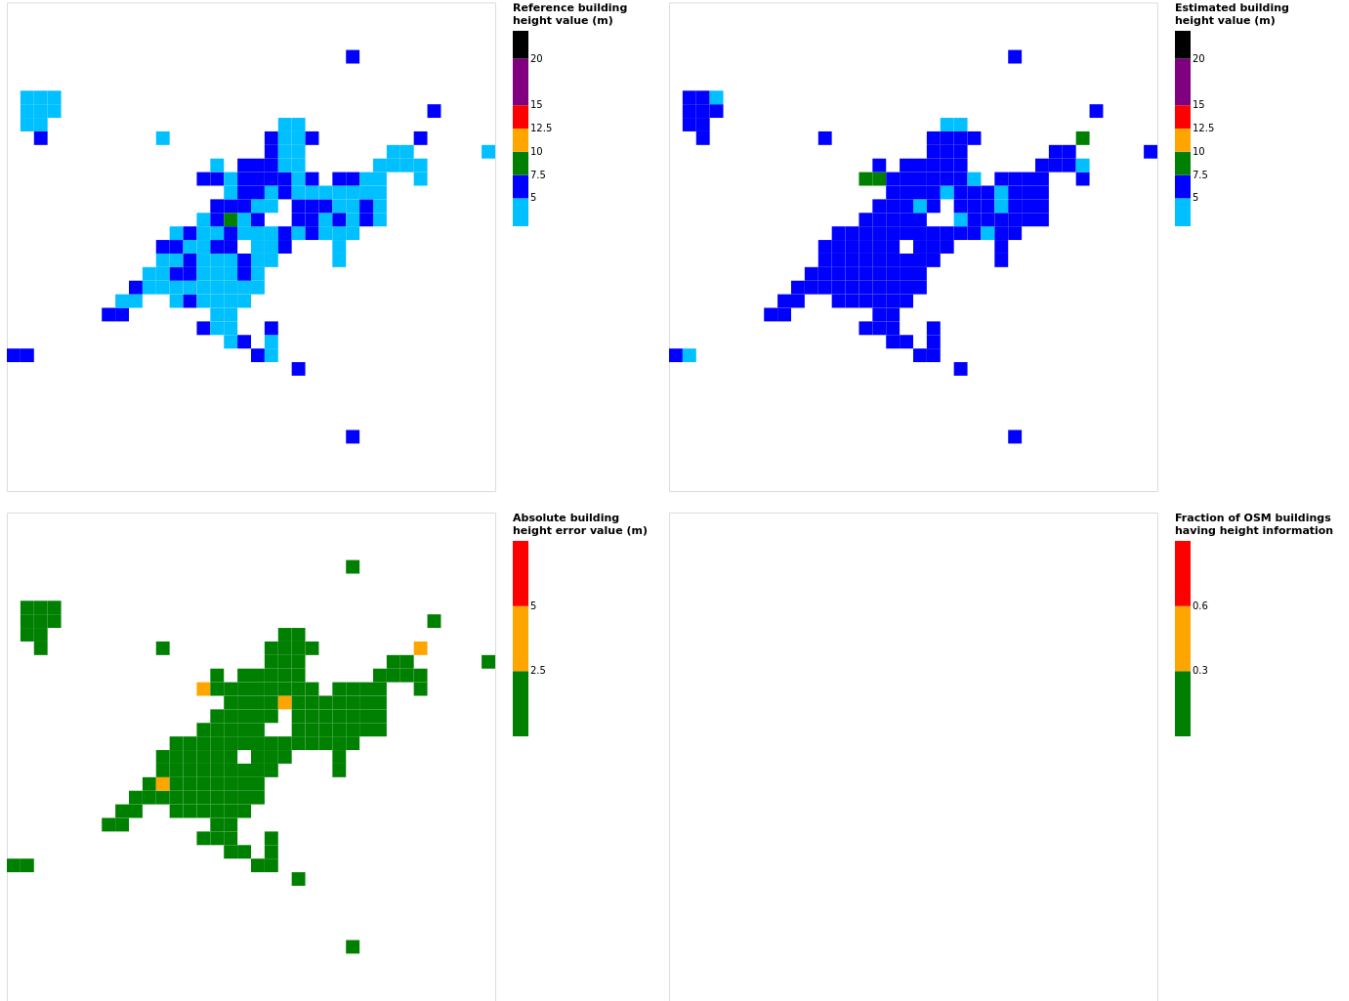 Reference building
height value (m)
20
15
12.5
10
7.5
5
Estimated building
height value (m)
20
15
12.5
10
7.5
5
Absolute building
height error value (m)
5
2.5
Fraction of OSM buildings
having height information
0.6
0.3